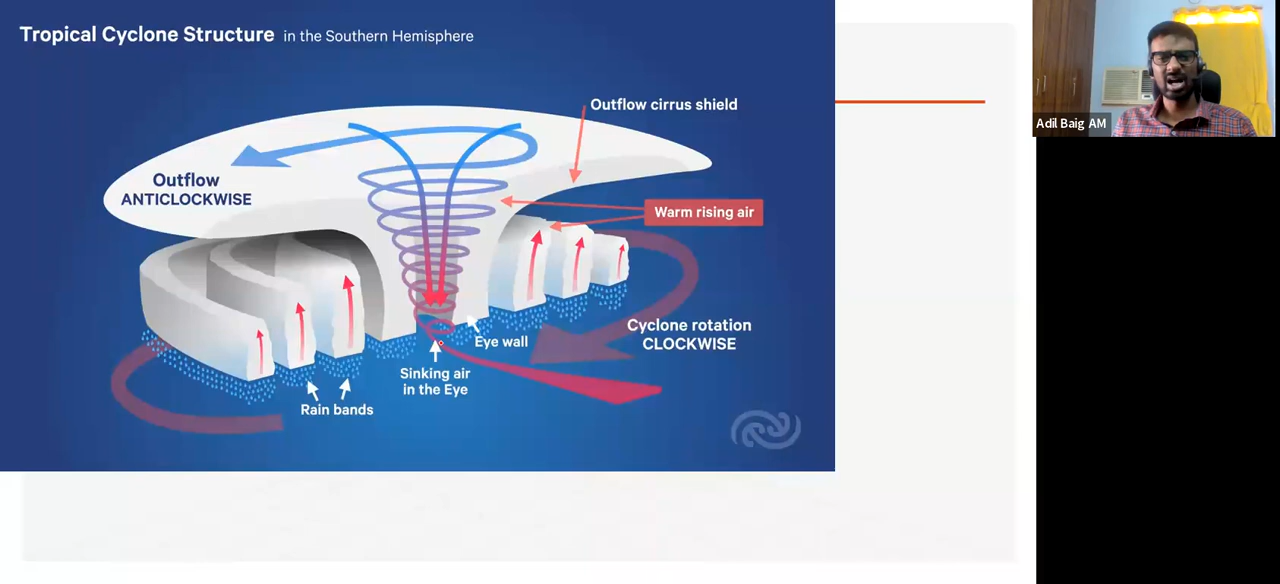 Tropical Cyclone Structure in the Southern Hemisphere
Outflow cirrus shield
Outflow
ANTICLOCKWISE
Warm rising air
Cyclone rotation
CLOCKWISE
Eye wall
Sinking air
in the Eye
Rain bands
Adil Baig AM